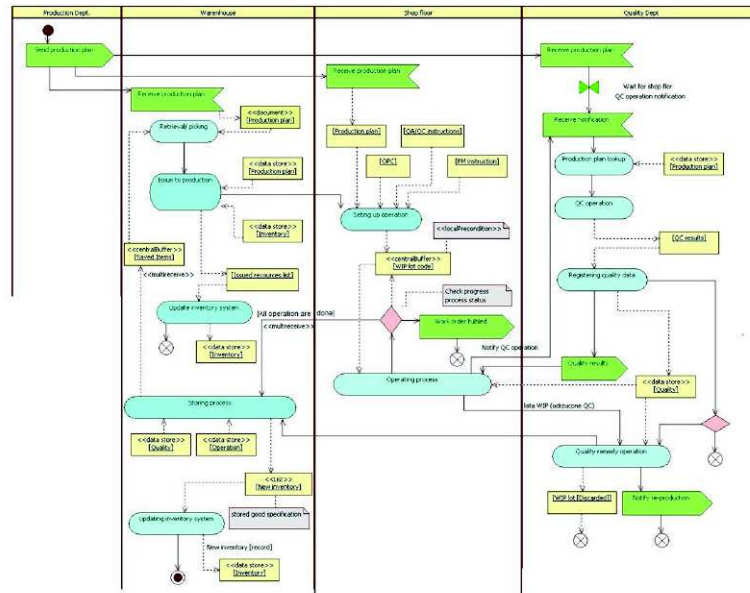 Production Dept.
Warenhouse
Shop floor
Quality Dept
Send production plan
Receive production plan
Receive production plan
Receive production plan
Wait for shop flor
QC operation notification
<<document>>
[Production plan]
Retrieval/ picking
[Production plan]
[QA/QC instructions]
[OPC]
[PM instruction]
Receive notification
Production plan lookup
<<data store>>
[Production plan]
<<data store>>
[Production plan]
Issue to production
QC operation
Setting up operation
<<data store>>
[Inventory]
<<localPrecondition>>
[QC results]
<<centralBuffer>>
[Saved Items]
<<multireceive>>
<<centralBuffer>>
[WIP lot code]
[Issued resources list]
Registering quality data
Check progress
process status
Update inventory system
[All operation are done]
<<multireceive>>
Work order fulfiled
Notify QC operation
<<data store>>
[Inventory]
Quality results
Operating process
<<data store>>
[Quality]
Storing process
lista WIP (odrzucone QC)
<<data store>>
[Quality]
<<data store>>
[Operation]
Quality remedy operation
<<List>>
[New inventory]
[WIP lot [Discarded]]
Notify re-production
stored good specification
Updating inventory system
New inventory [record]
<<data store>>
[Inventory]